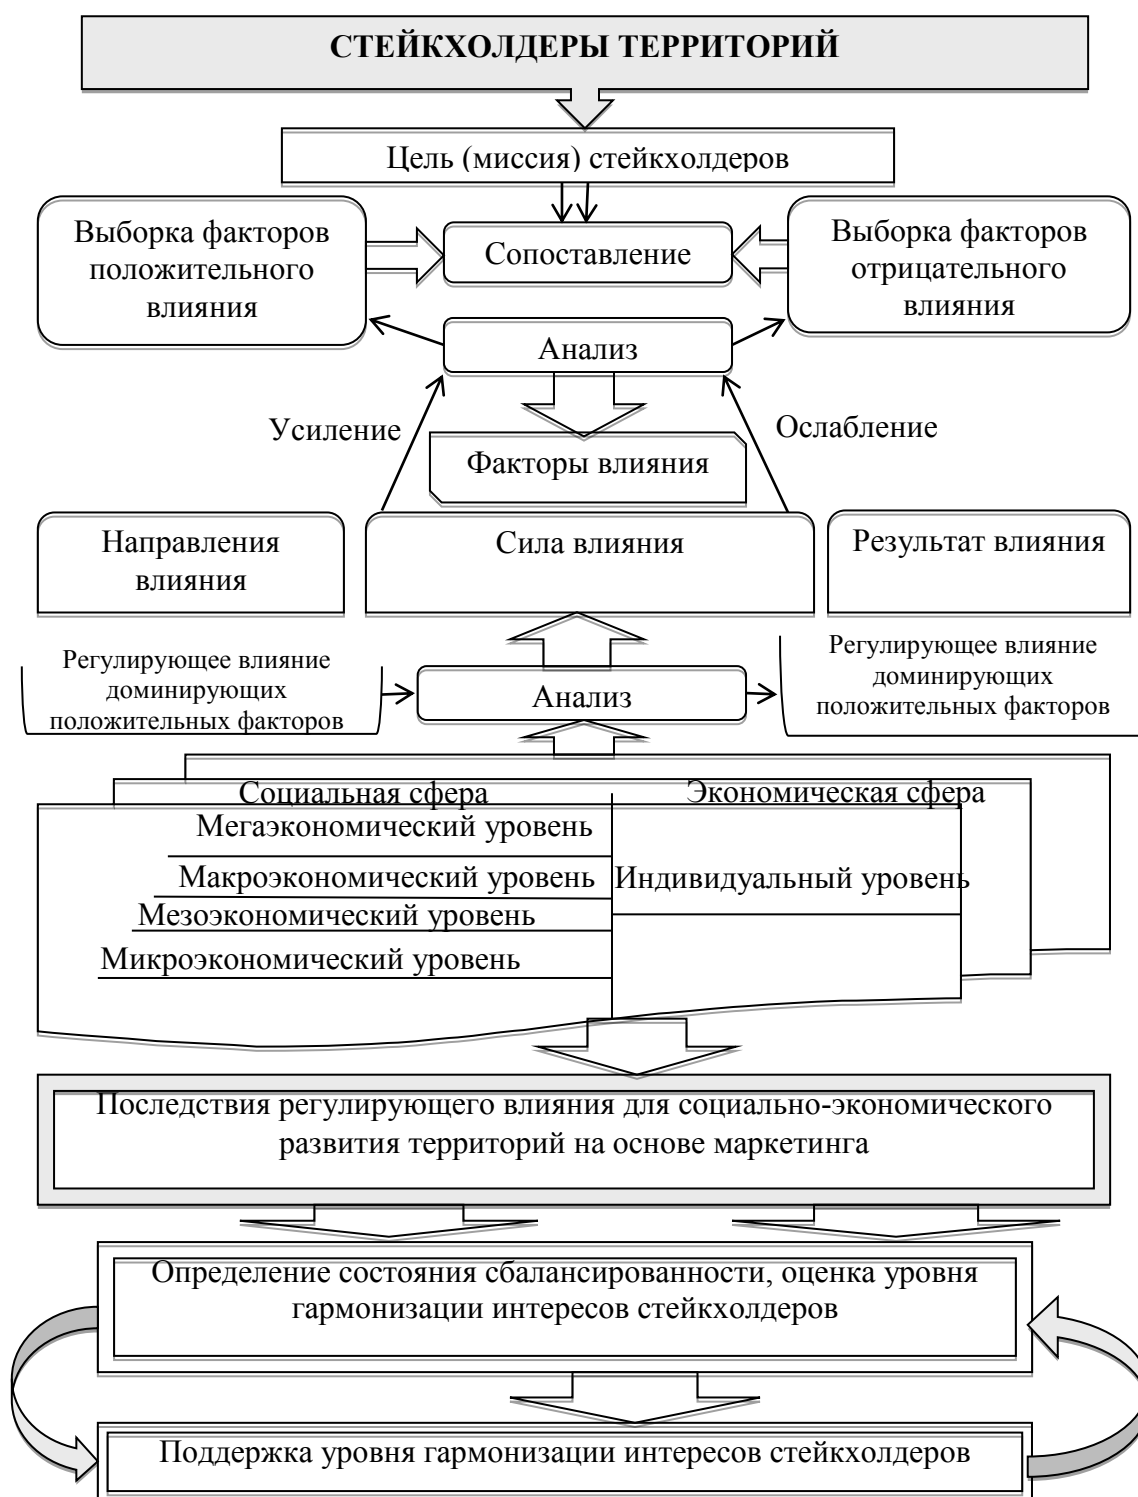 СТЕЙКХОЛДЕРЫ ТЕРРИТОРИЙ
Цель (миссия) стейкхолдеров
Выборка факторов
положительного
влияния
Сопоставление
Выборка факторов
отрицательного
влияния
Анализ
Усиление
Ослабление
Факторы влияния
Направления
влияния
Сила влияния
Результат влияния
Регулирующее влияние
доминирующих
положительных факторов
Анализ
Регулирующее влияние
доминирующих
положительных факторов
Социальная сфера
Экономическая сфера
Мегаэкономический уровень
Макроэкономический уровень
Индивидуальный уровень
Мезоэкономический уровень
Микроэкономический уровень
Последствия регулирующего влияния для социально-экономического
развития территорий на основе маркетинга
Определение состояния сбалансированности, оценка уровня
гармонизации интересов стейкхолдеров
Поддержка уровня гармонизации интересов стейкхолдеров